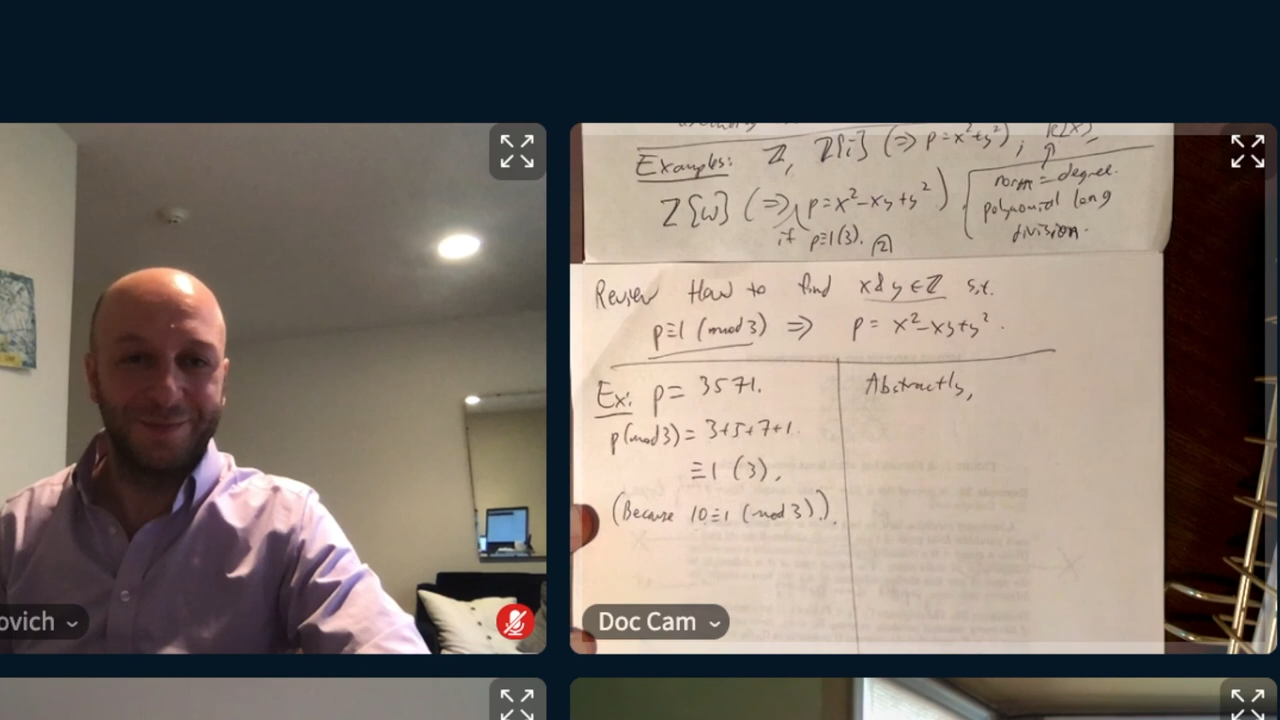 ovich
Examples: ℤ, ℤ[i] (⇒ p=x²+y²), k[x],
norm = degree.
polynomial long
division.
ℤ[ω] (⇒ p=x²-xy+y²)
if p≡1(3). [2]
Review How to find x & y ∈ ℤ s.t.
p≡1 (mod 3) ⇒ p = x²-xy+y².
Ex: p = 3571.
p(mod 3) = 3+5+7+1.
≡1 (3),
(Because 10≡1 (mod 3)).
Abstractly,
Doc Cam